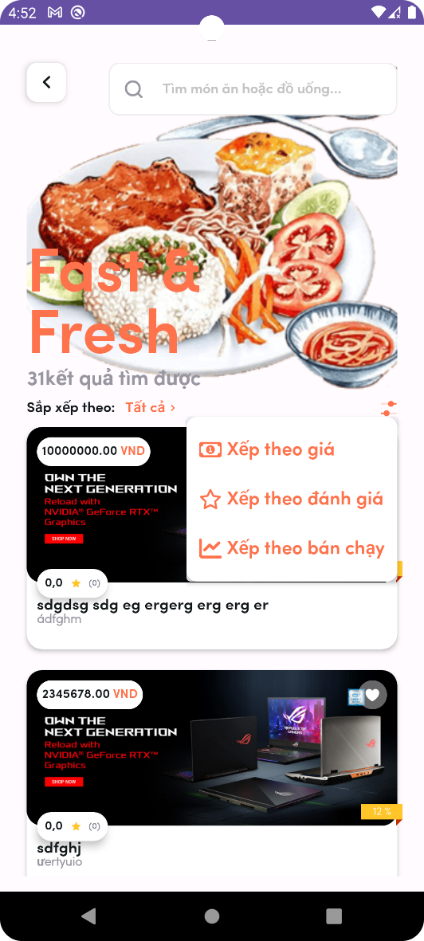 4:52
Tìm món ăn hoặc đồ uống...
Fast &
Fresh
31kết quả tìm được
Sắp xếp theo: Tất cả >
Xếp theo giá
Xếp theo đánh giá
Xếp theo bán chạy
10000000.00 VND
OWN THE
NEXT GENERATION
Reload with
NVIDIA® GeForce RTX™
Graphics
SHOP NOW
0,0 (0)
sdgdsg sdg eg ergerg erg erg er
ádfghm
2345678.00 VND
OWN THE
NEXT GENERATION
Reload with
NVIDIA® GeForce RTX™
Graphics
SHOP NOW
12 %
0,0 (0)
sdfghj
ưertyuio